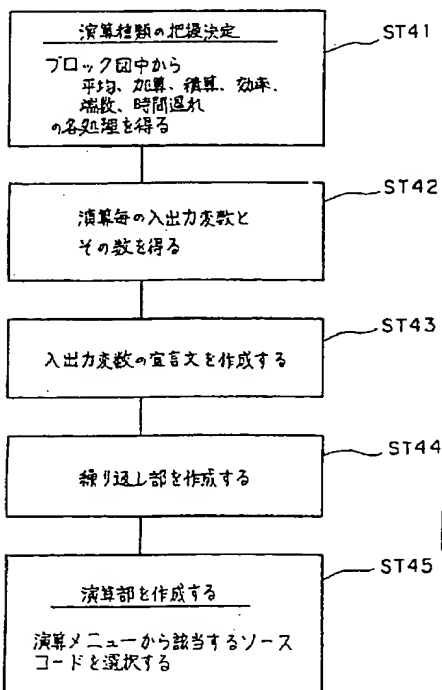 演算種類の把握決定
ST41
ブロック図中から
平均、加算、積算、効率、
端数、時間遅れ
の各処理を得る
ST42
演算毎の入出力変数と
その数を得る
ST43
入出力変数の宣言文を作成する
ST44
繰り返し部を作成する
ST45
演算部を作成する
演算メニューから該当するソース
コードを選択する